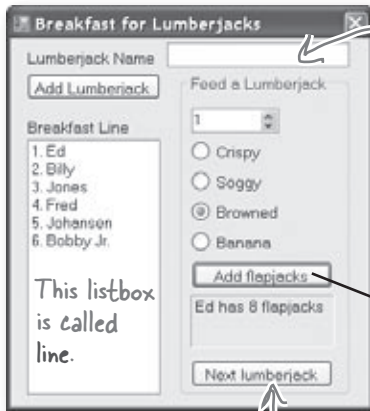 Breakfast for Lumberjacks
Lumberjack Name
Add Lumberjack
Breakfast Line
1. Ed
2. Billy
3. Jones
4. Fred
5. Johansen
6. Bobby Jr.
This listbox
is called
line.
Feed a Lumberjack
1
Crispy
Soggy
Browned
Banana
Add flapjacks
Ed has 8 flapjacks
Next lumberjack